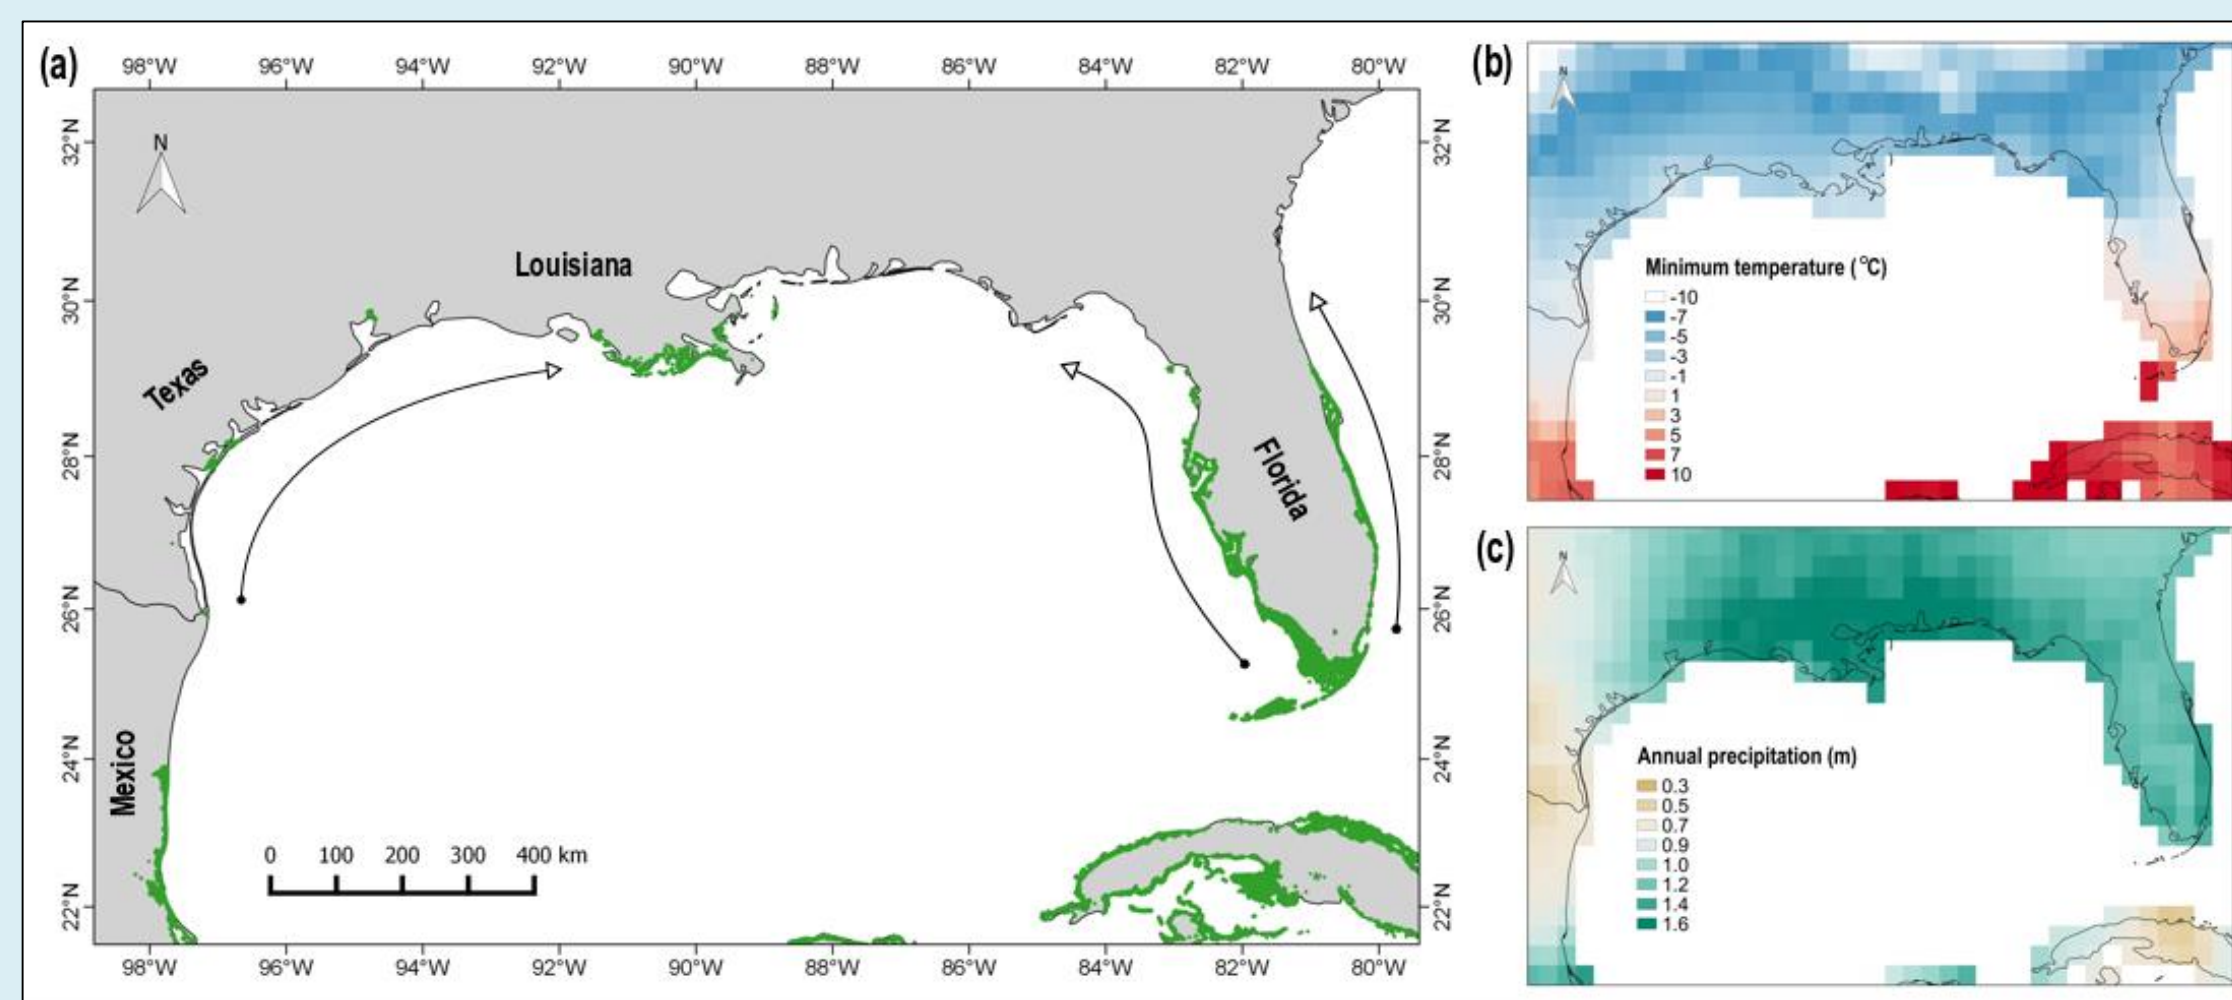 (a)
98°W 96°W 94°W 92°W 90°W 88°W 86°W 84°W 82°W 80°W
N
32°N 32°N
Louisiana
30°N 30°N
Texas
28°N 28°N
Florida
26°N 26°N
24°N 24°N
Mexico
0 100 200 300 400 km
22°N 22°N
98°W 96°W 94°W 92°W 90°W 88°W 86°W 84°W 82°W 80°W
(b)
N
Minimum temperature (°C)
-10
-7
-5
-3
-1
1
3
5
7
10
(c)
N
Annual precipitation (m)
0.3
0.5
0.7
0.9
1.0
1.2
1.4
1.6